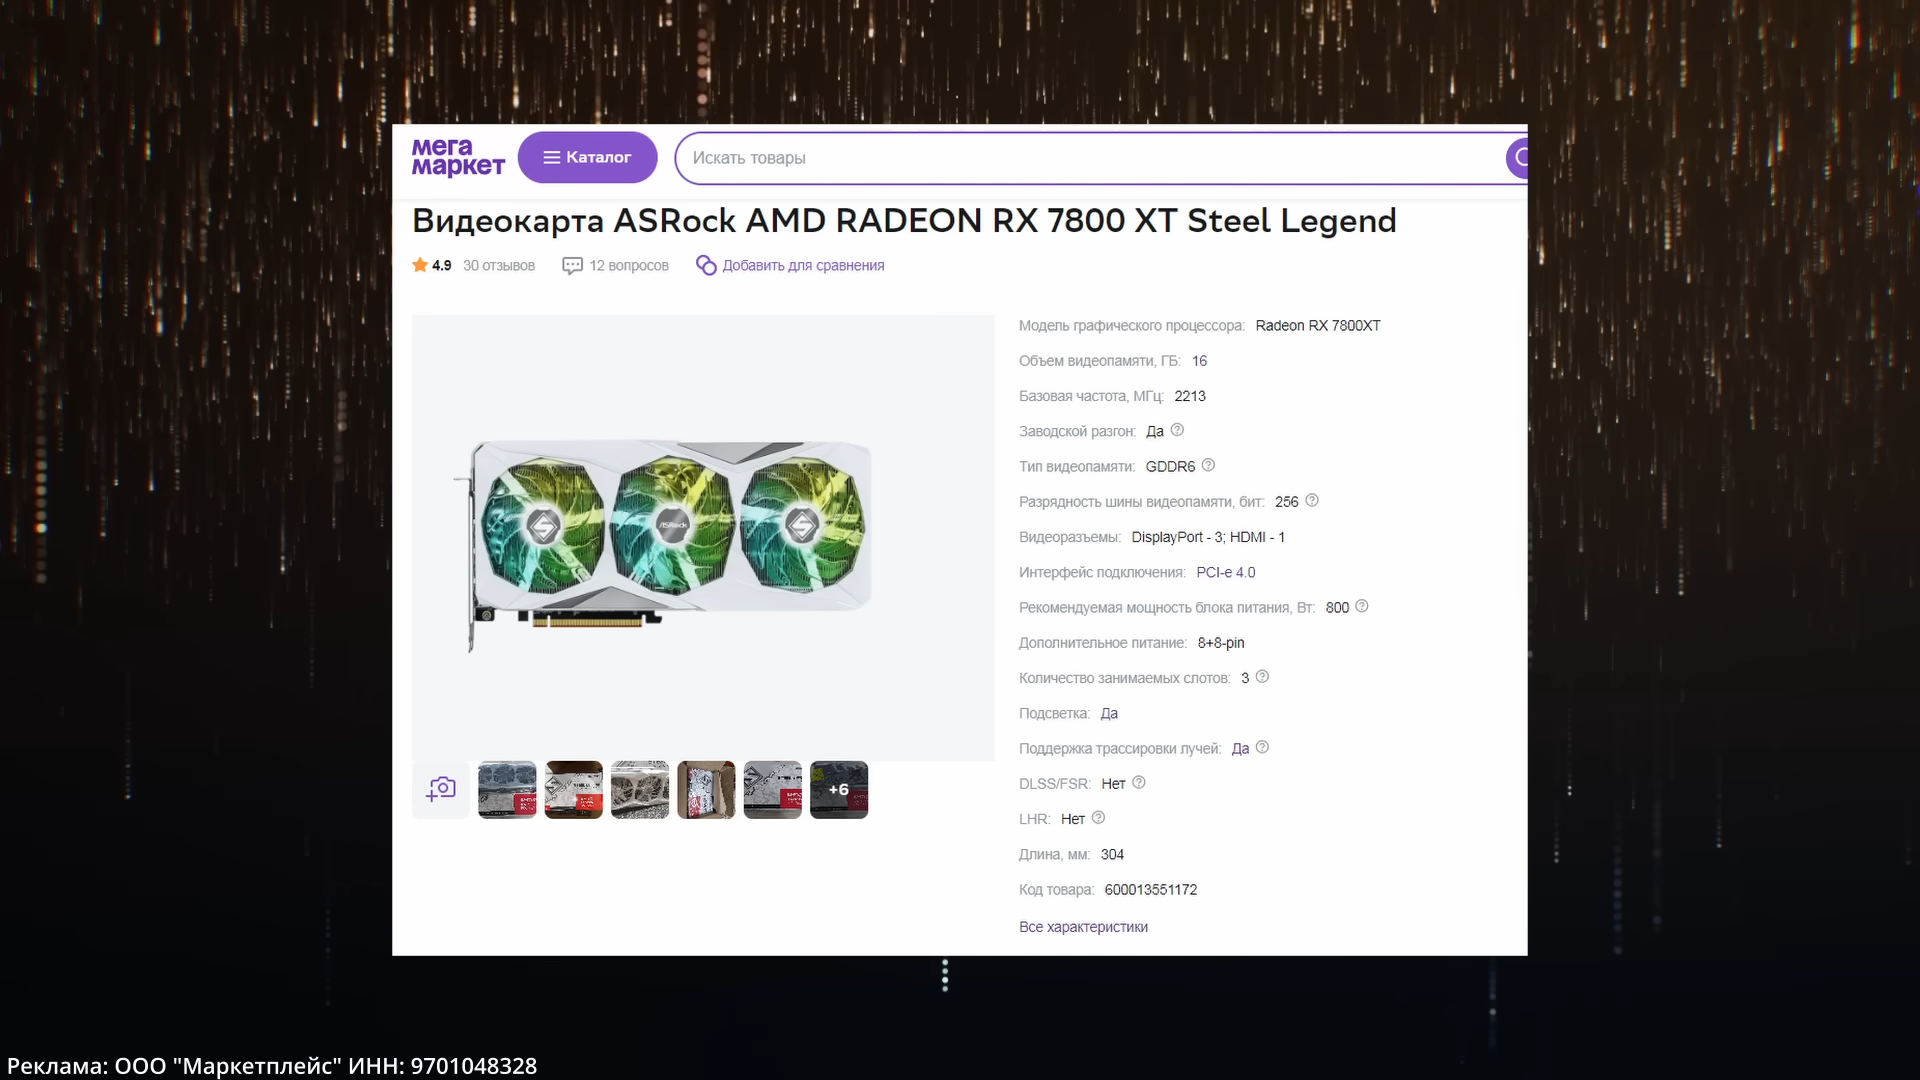 мега
маркет
Каталог
Искать товары
Видеокарта ASRock AMD RADEON RX 7800 XT Steel Legend
4.9 30 отзывов 12 вопросов Добавить для сравнения
Модель графического процессора: Radeon RX 7800XT
Объем видеопамяти, ГБ: 16
Базовая частота, МГц: 2213
Заводской разгон: Да
Тип видеопамяти: GDDR6
Разрядность шины видеопамяти, бит: 256
Видеоразъемы: DisplayPort - 3; HDMI - 1
Интерфейс подключения: PCI-e 4.0
Рекомендуемая мощность блока питания, Вт: 800
Дополнительное питание: 8+8-pin
Количество занимаемых слотов: 3
Подсветка: Да
Поддержка трассировки лучей: Да
DLSS/FSR: Нет
LHR: Нет
Длина, мм: 304
Код товара: 600013551172
Все характеристики
ASRock
+6
Реклама: ООО "Маркетплейс" ИНН: 9701048328